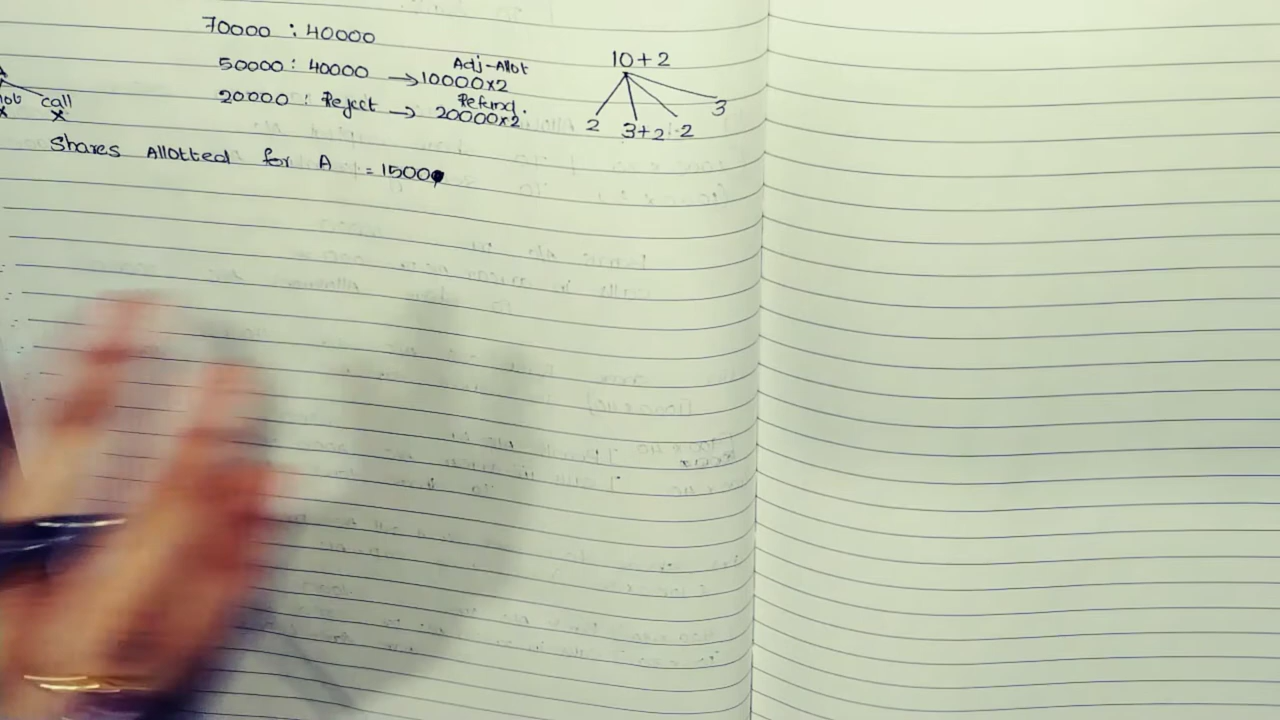 70000 : 40000
50000 : 40000 → 10000x2 Adj-Allot
20000 : Reject → 20000x2 Refund.
10+2
2 3+2 2 3
call
x x
Shares Allotted for A = 1500